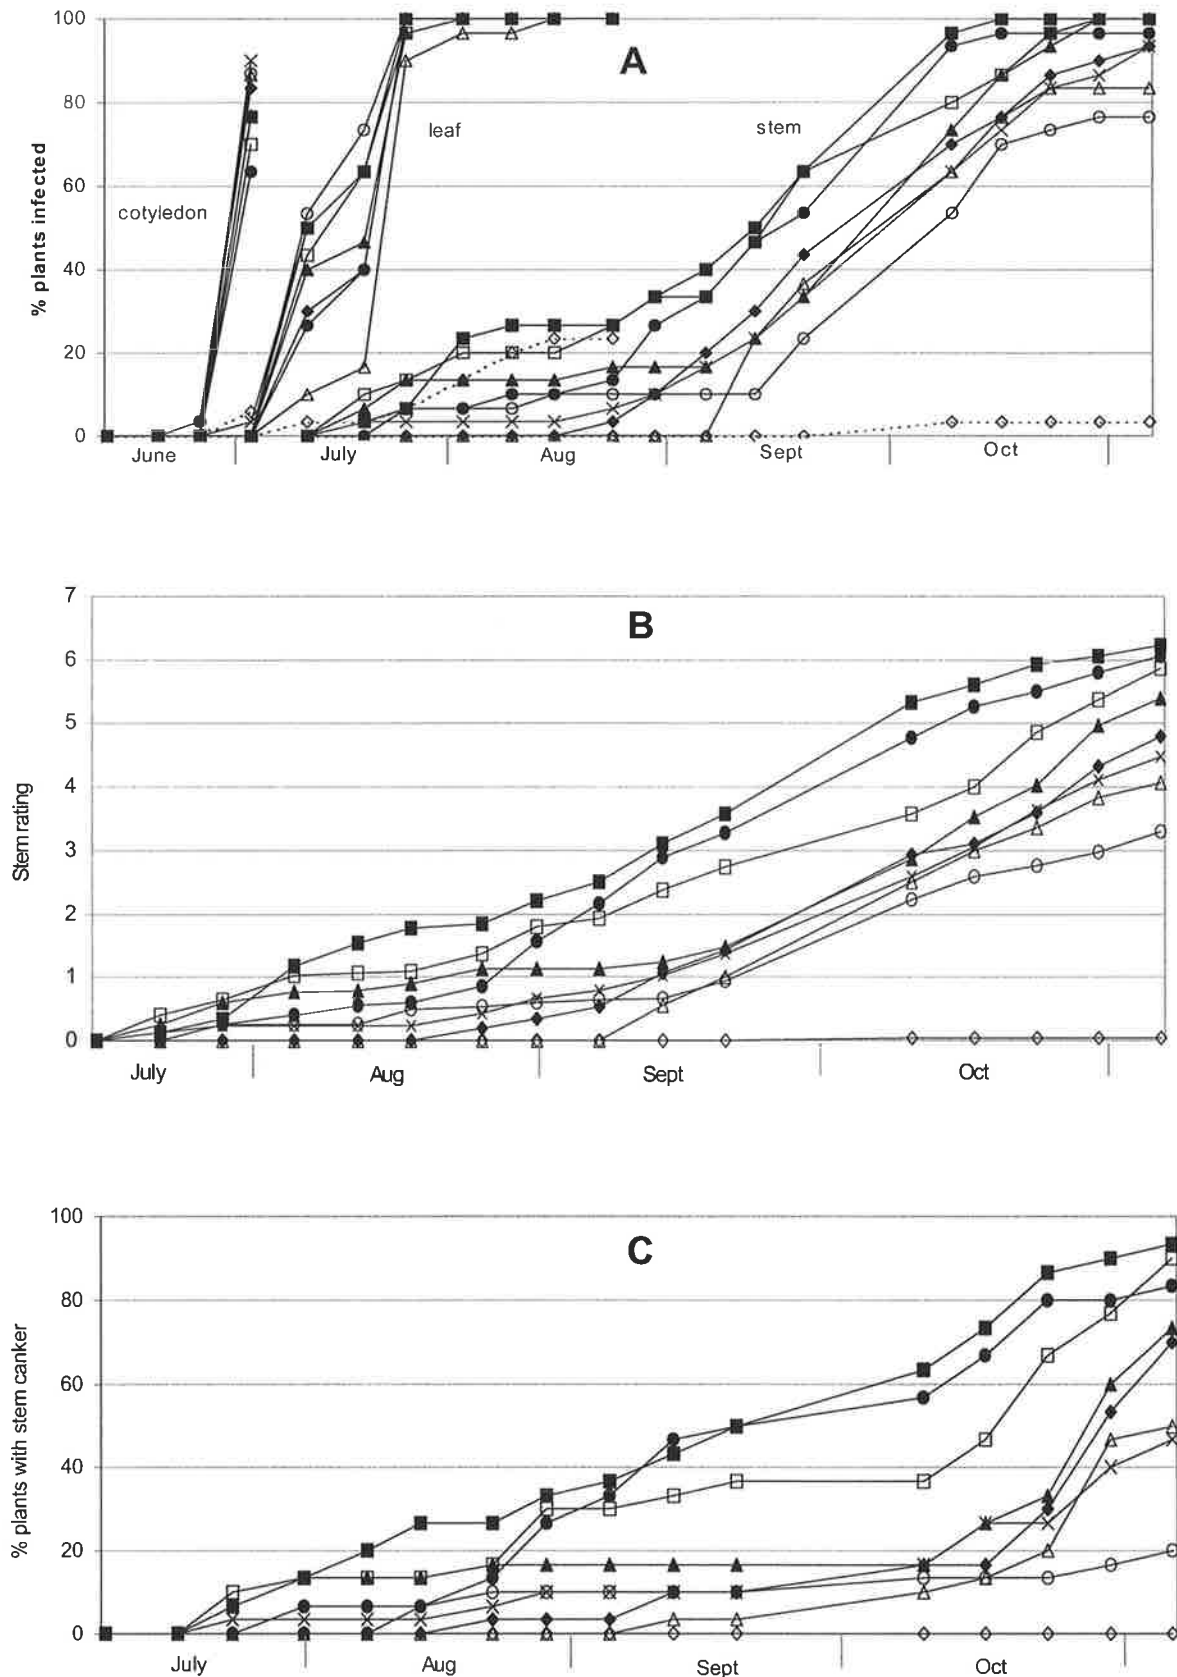 100
80
60
40
20
0
% plants infected
A
cotyledon
leaf
stem
June
July
Aug
Sept
Oct
7
6
5
4
3
2
1
0
Stem rating
B
July
Aug
Sept
Oct
100
80
60
40
20
0
% plants with stem canker
C
July
Aug
Sept
Oct